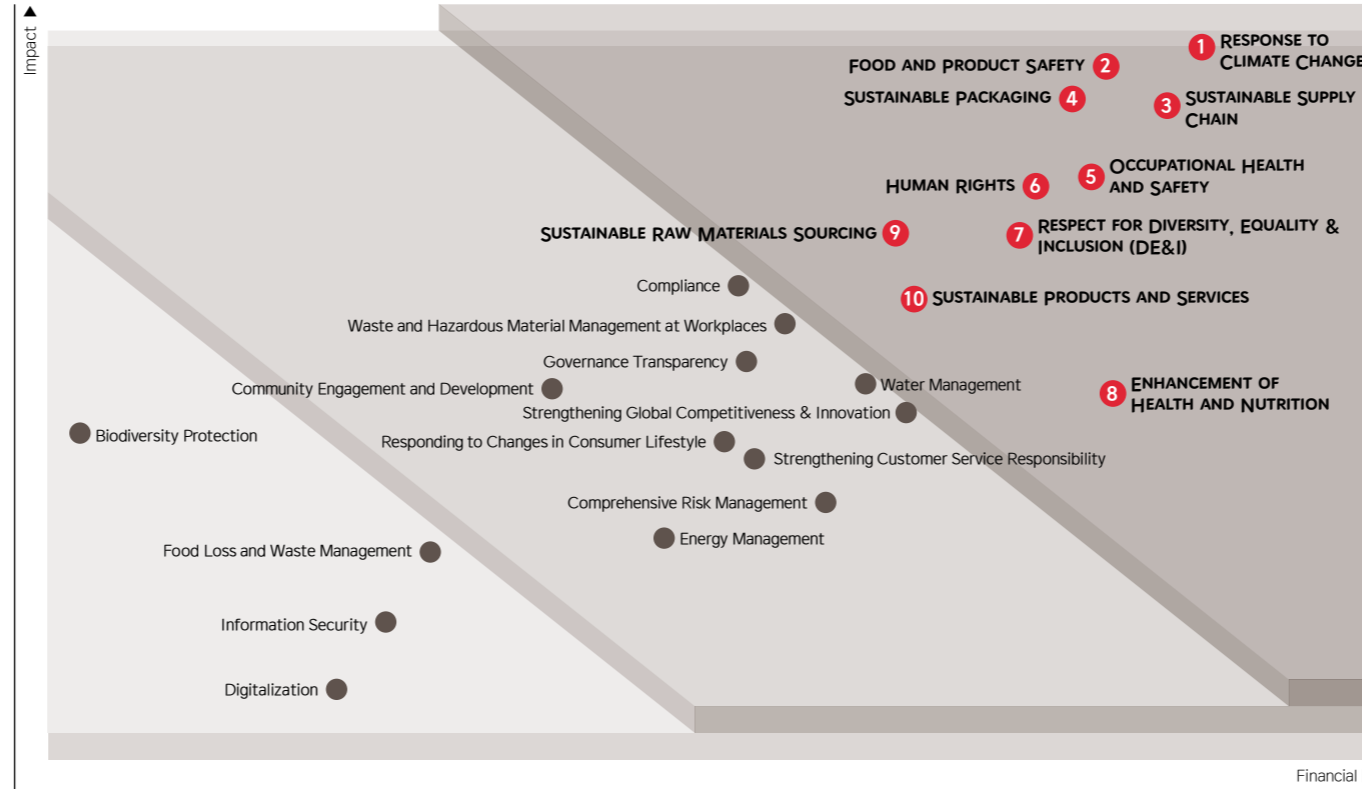 Impact ▲
1 RESPONSE TO
CLIMATE CHANGE
FOOD AND PRODUCT SAFETY 2
SUSTAINABLE PACKAGING 4
3 SUSTAINABLE SUPPLY
CHAIN
5 OCCUPATIONAL HEALTH
AND SAFETY
HUMAN RIGHTS 6
SUSTAINABLE RAW MATERIALS SOURCING 9
7 RESPECT FOR DIVERSITY, EQUALITY &
INCLUSION (DE&I)
Compliance
10 SUSTAINABLE PRODUCTS AND SERVICES
Waste and Hazardous Material Management at Workplaces
Governance Transparency
Community Engagement and Development
Water Management
8 ENHANCEMENT OF
HEALTH AND NUTRITION
Strengthening Global Competitiveness & Innovation
Biodiversity Protection
Responding to Changes in Consumer Lifestyle
Strengthening Customer Service Responsibility
Comprehensive Risk Management
Energy Management
Food Loss and Waste Management
Information Security
Digitalization
Financial